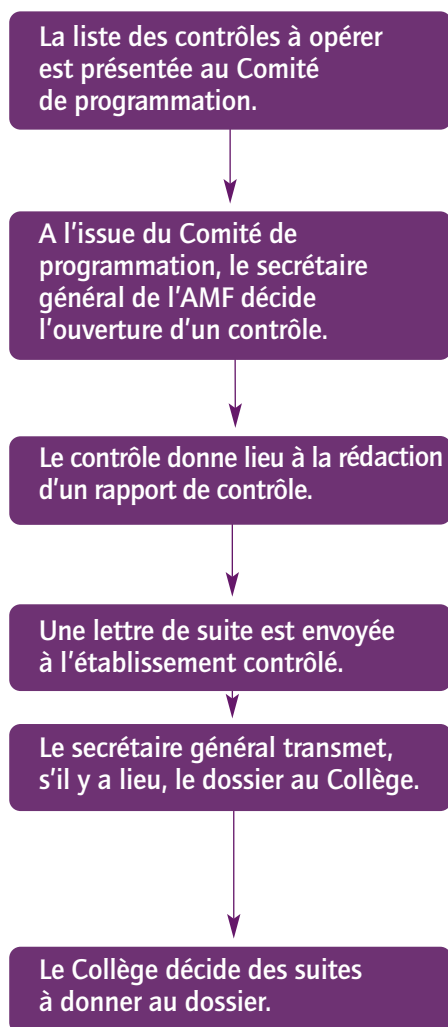 La liste des contrôles à opérer
est présentée au Comité
de programmation.
A l'issue du Comité de
programmation, le secrétaire
général de l'AMF décide
l'ouverture d'un contrôle.
Le contrôle donne lieu à la rédaction
d'un rapport de contrôle.
Une lettre de suite est envoyée
à l'établissement contrôlé.
Le secrétaire général transmet,
s'il y a lieu, le dossier au Collège.
Le Collège décide des suites
à donner au dossier.